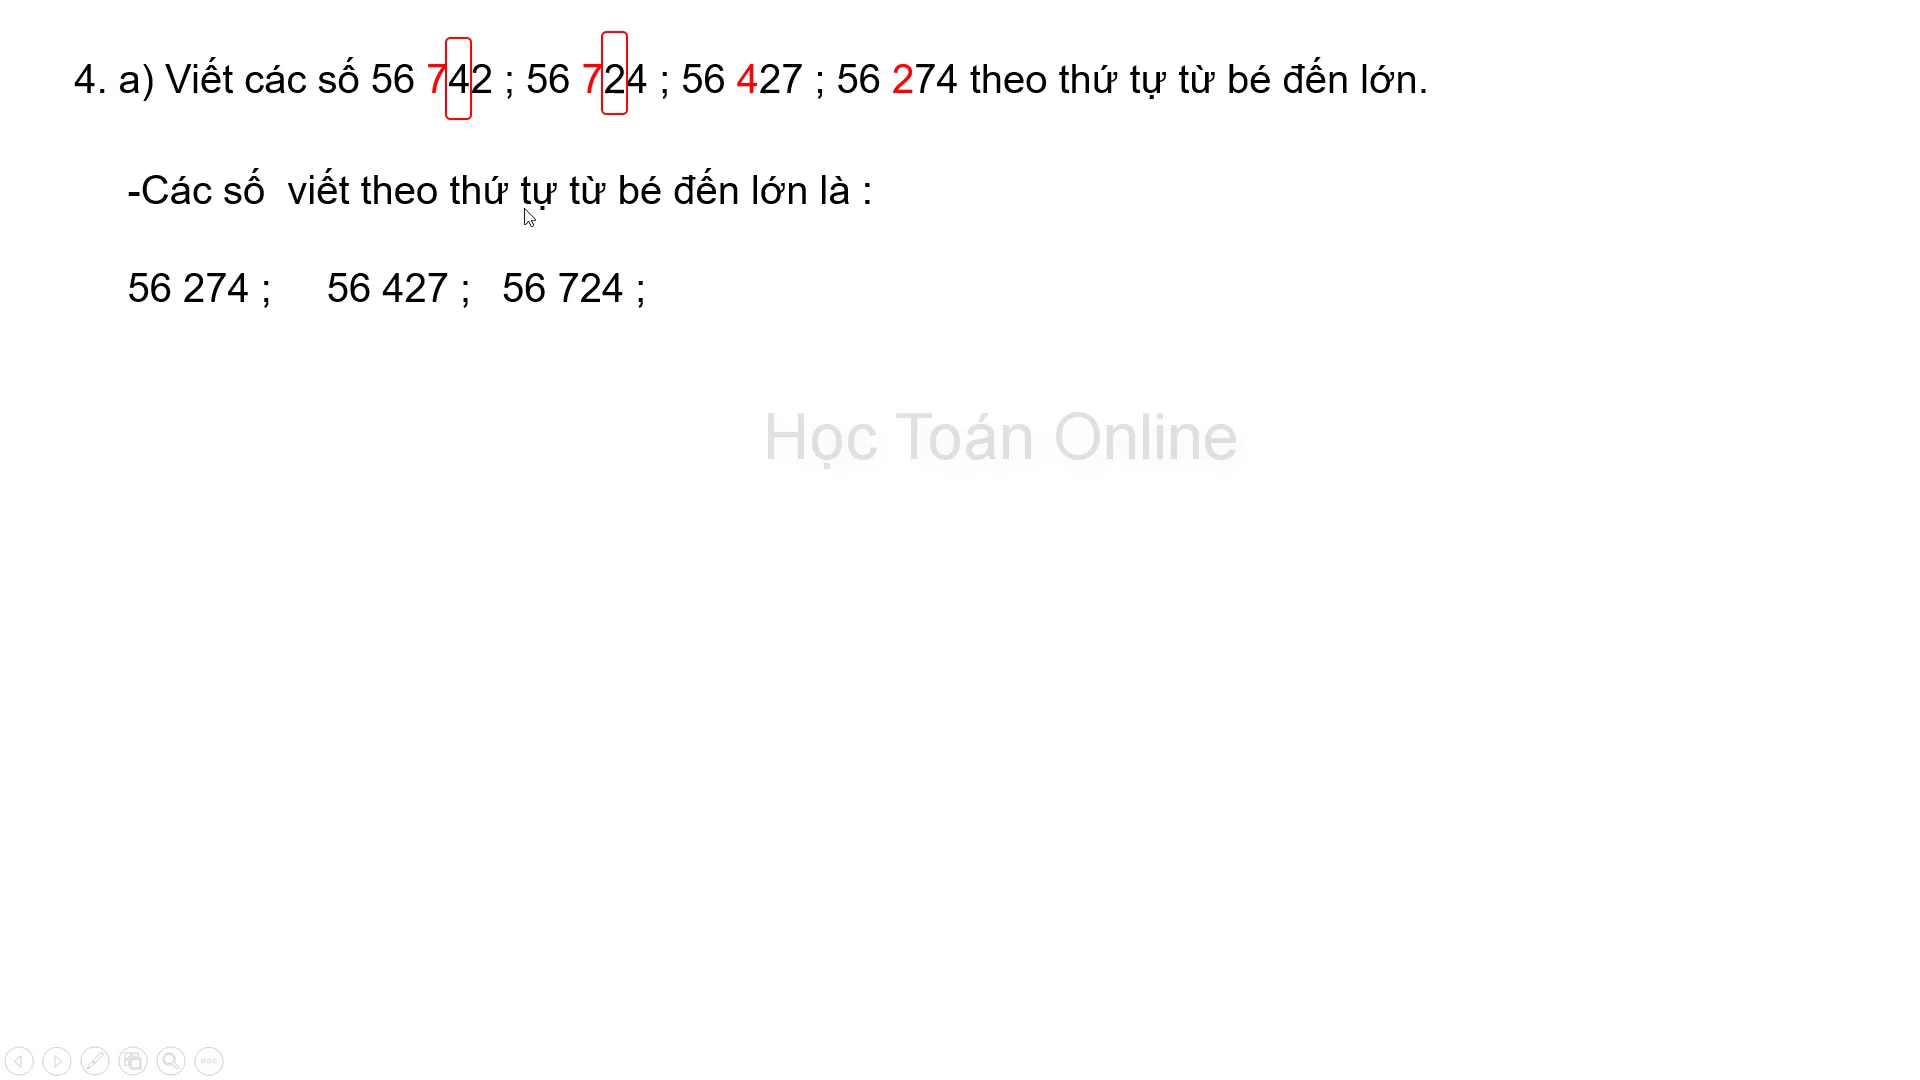 4. a) Viết các số 56 742 ; 56 724 ; 56 427 ; 56 274 theo thứ tự từ bé đến lớn.
-Các số viết theo thứ tự từ bé đến lớn là :
56 274 ; 56 427 ; 56 724 ;
Học Toán Online